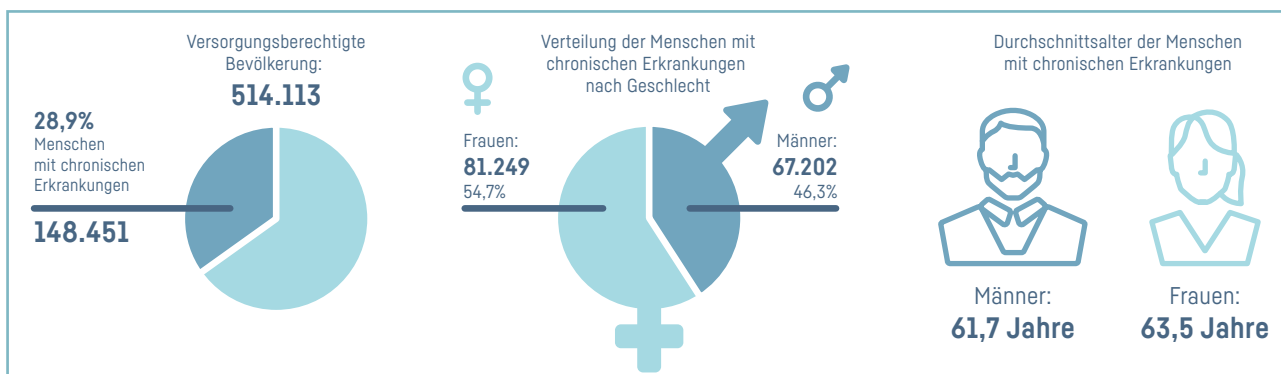 Versorgungsberechtigte
Bevölkerung:
514.113
28,9%
Menschen
mit chronischen
Erkrankungen
148.451
Verteilung der Menschen mit
chronischen Erkrankungen
nach Geschlecht
Frauen:
81.249
54,7%
Männer:
67.202
46,3%
Durchschnittsalter der Menschen
mit chronischen Erkrankungen
Männer:
61,7 Jahre
Frauen:
63,5 Jahre